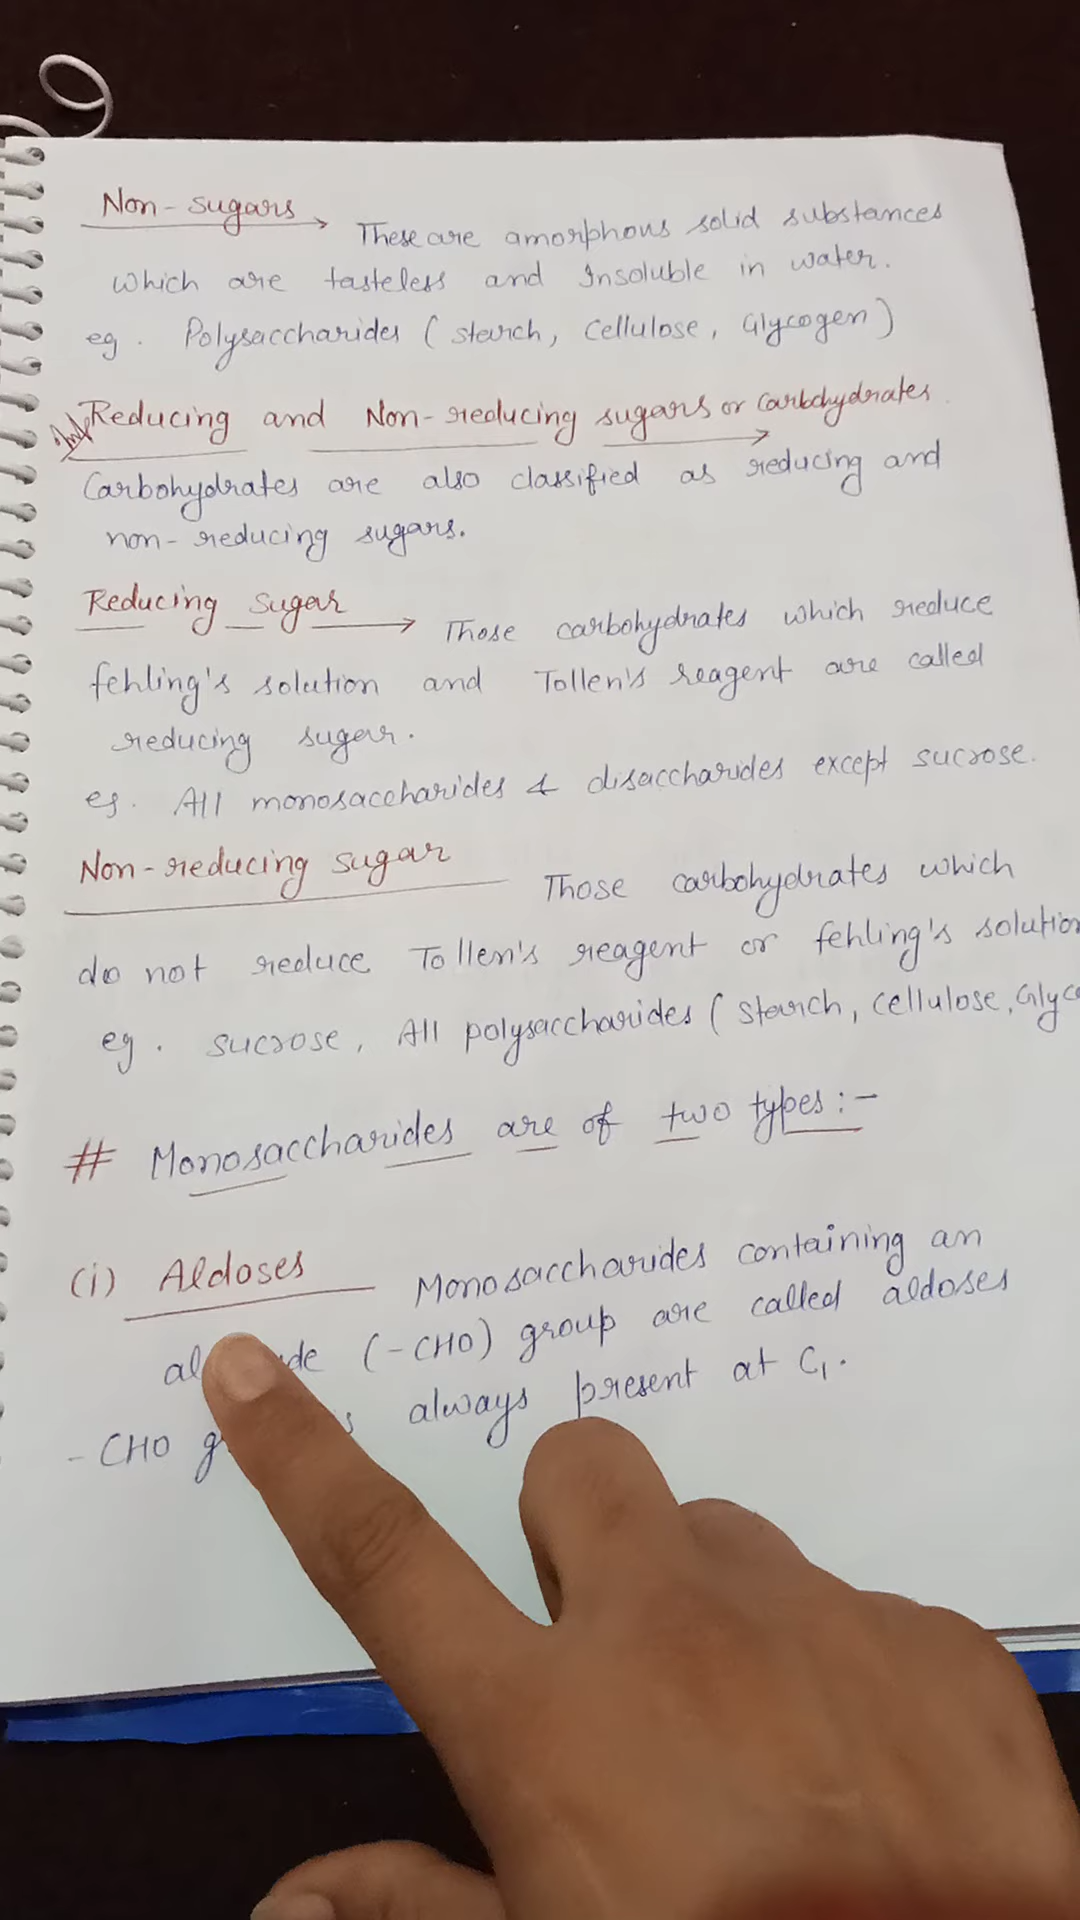 Non-sugars
These are amorphous solid substances
which are tasteless and Insoluble in water.
eg. Polysaccharides (starch, cellulose, Glycogen)
Imp Reducing and Non-reducing sugars or carbohydrates.
Carbohydrates are also classified as reducing and
non-reducing sugars.
Reducing sugar
Those carbohydrates which reduce
fehling's solution and Tollen's reagent are called
reducing sugar.
eg. All monosaccharides & disaccharides except sucrose.
Non-reducing sugar
Those carbohydrates which
do not reduce Tollen's reagent or fehling's solution
eg. sucrose, All polysaccharides (starch, cellulose, Glyco
# Monosaccharides are of two types:-
(i) Aldoses Monosaccharides containing an
(-CHO) group are called aldoses
-CHO always present at C1.